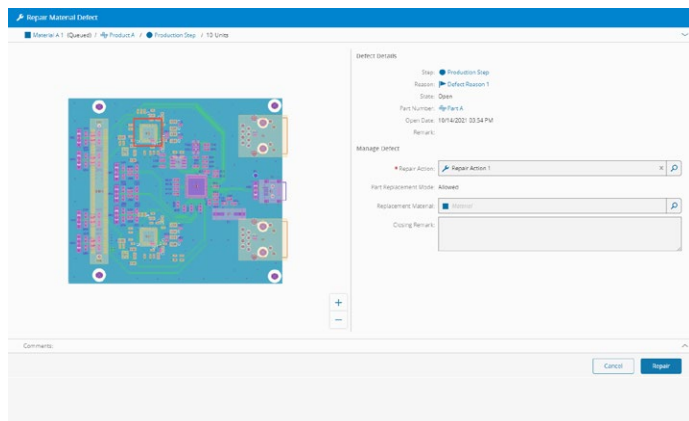 Repair Material Defect
Material A 1 (Queued) / Product A / Production Step / 10 Units
Defect Details
Step: Production Step
Reason: Defect Reason 1
State: Open
Part Number: Part A
Open Date: 10/14/2021 03:54 PM
Remark:
Manage Defect
* Repair Action: Repair Action 1
Part Replacement Mode: Allowed
Replacement Material: Material
Closing Remark:
Comments:
Cancel Repair